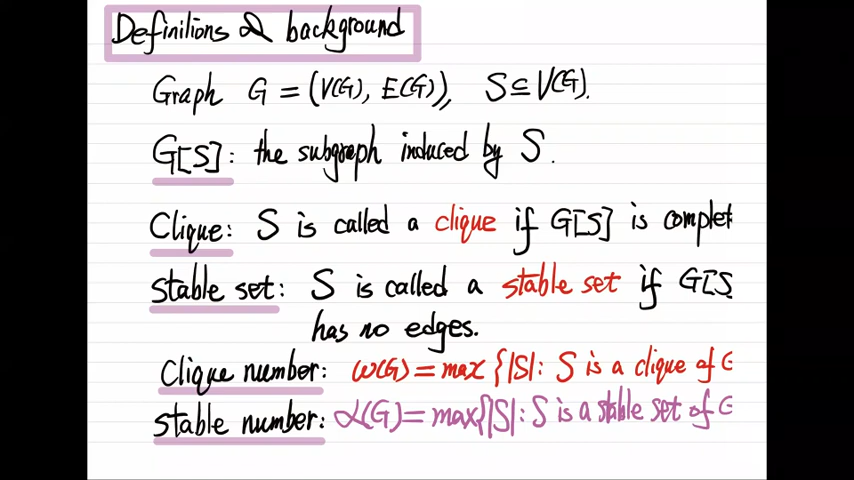 Definitions & background
Graph G = (V(G), E(G)), S ⊆ V(G).
G[S]: the subgraph induced by S.
Clique: S is called a clique if G[S] is complet
stable set: S is called a stable set if G[S
has no edges.
Clique number: ω(G) = max {|S|: S is a clique of G
stable number: α(G) = max{|S|: S is a stable set of G